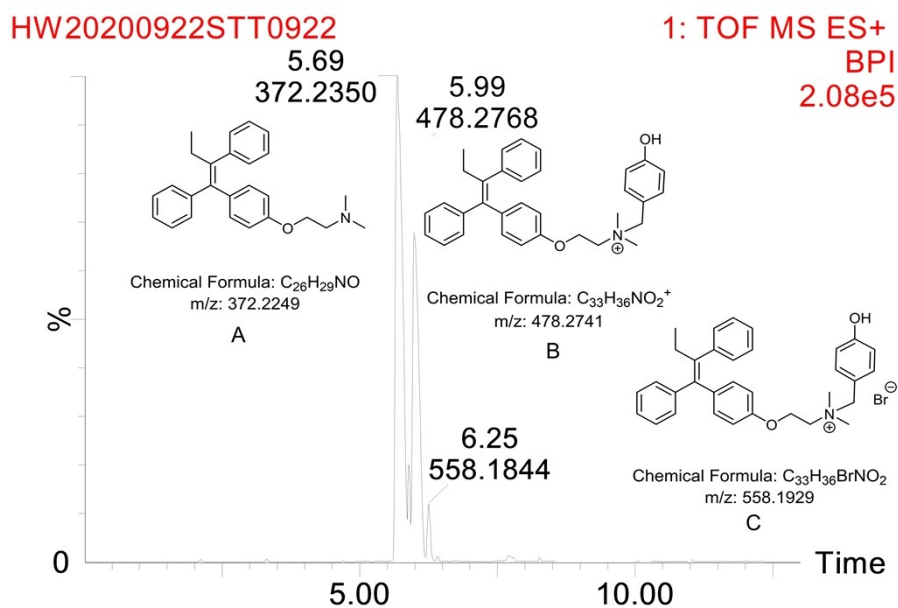 HW20200922STT0922
1: TOF MS ES+
BPI
2.08e5
5.69
372.2350
5.99
478.2768
OH
O
N
Chemical Formula: C₂₆H₂₉NO
m/z: 372.2249
A
O
N
⊕
Chemical Formula: C₃₃H₃₆NO₂⁺
m/z: 478.2741
B
%
OH
Br⊖
O
N
⊕
6.25
558.1844
Chemical Formula: C₃₃H₃₆BrNO₂
m/z: 558.1929
C
0
Time
5.00
10.00